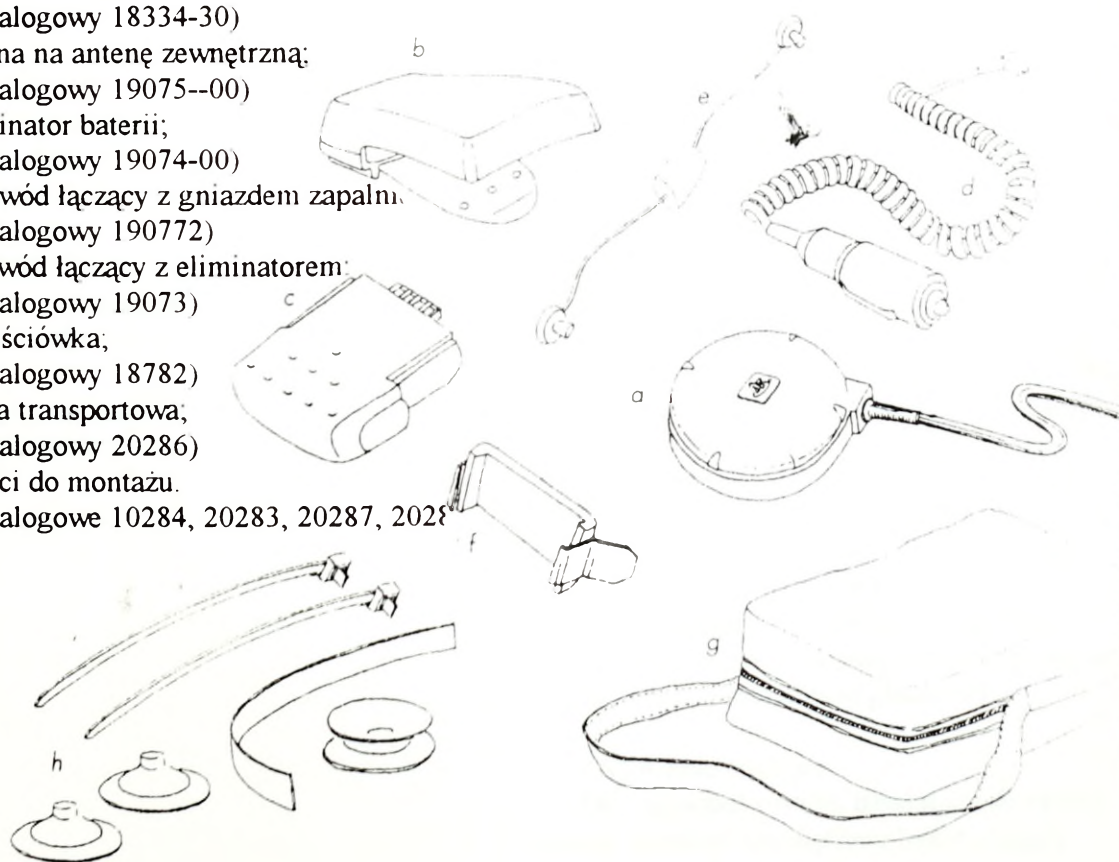 alogowy 18334-30)
na na antenę zewnętrzną;
alogowy 19075--00)
inator baterii;
alogowy 19074-00)
wód łączący z gniazdem zapalni
alogowy 190772)
wód łączący z eliminatorem;
alogowy 19073)
ściówka;
alogowy 18782)
a transportowa;
alogowy 20286)
ci do montażu.
alogowe 10284, 20283, 20287, 2028
b
e
d
c
a
f
g
h